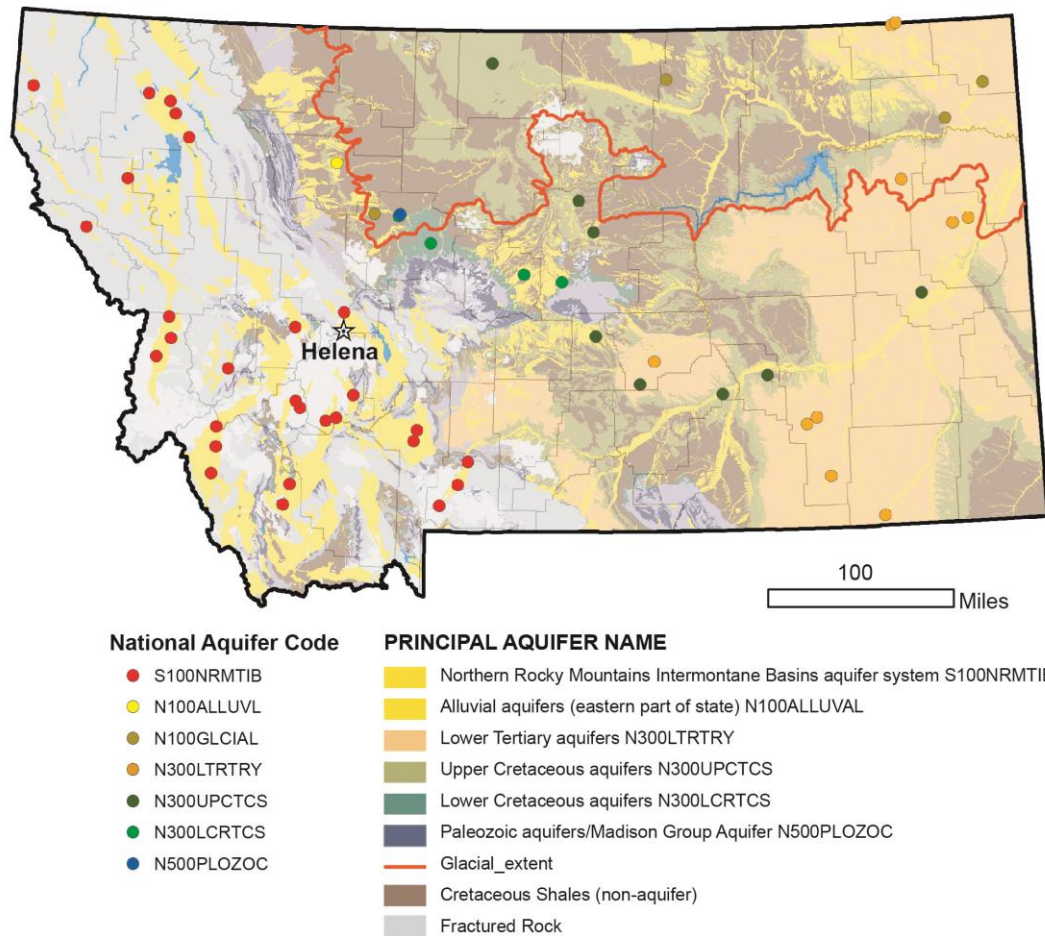 Helena
100
Miles
National Aquifer Code
S100NRMTIB
N100ALLUVL
N100GLCIAL
N300LTRTRY
N300UPCTCS
N300LCRTCS
N500PLOZOC
PRINCIPAL AQUIFER NAME
Northern Rocky Mountains Intermontane Basins aquifer system S100NRMTIB
Alluvial aquifers (eastern part of state) N100ALLUVAL
Lower Tertiary aquifers N300LTRTRY
Upper Cretaceous aquifers N300UPCTCS
Lower Cretaceous aquifers N300LCRTCS
Paleozoic aquifers/Madison Group Aquifer N500PLOZOC
Glacial_extent
Cretaceous Shales (non-aquifer)
Fractured Rock